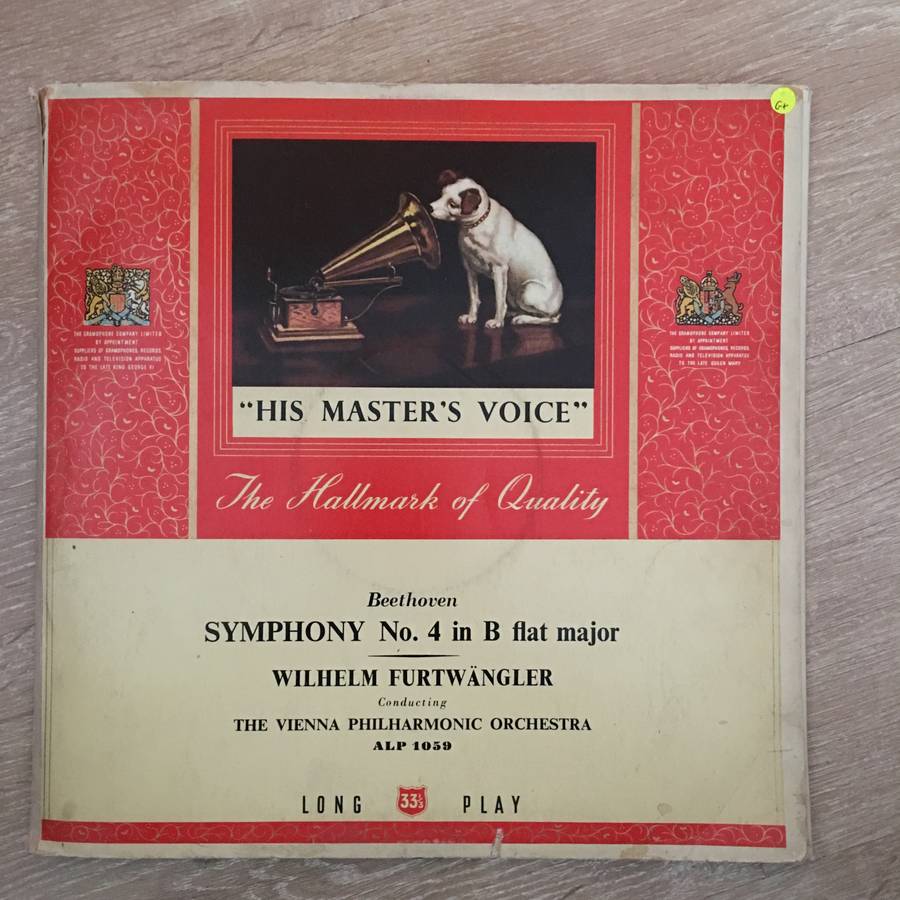 G+
THE GRAMOPHONE COMPANY LIMITED
BY APPOINTMENT
SUPPLIERS OF GRAMOPHONES, RECORDS
RADIO AND TELEVISION APPARATUS
TO THE LATE KING GEORGE VI
THE GRAMOPHONE COMPANY LIMITED
BY APPOINTMENT
SUPPLIERS OF GRAMOPHONES, RECORDS
RADIO AND TELEVISION APPARATUS
TO THE LATE QUEEN MARY
“HIS MASTER’S VOICE”
The Hallmark of Quality
Beethoven
SYMPHONY No. 4 in B flat major
WILHELM FURTWÄNGLER
Conducting
THE VIENNA PHILHARMONIC ORCHESTRA
ALP 1059
LONG 33⅓ PLAY